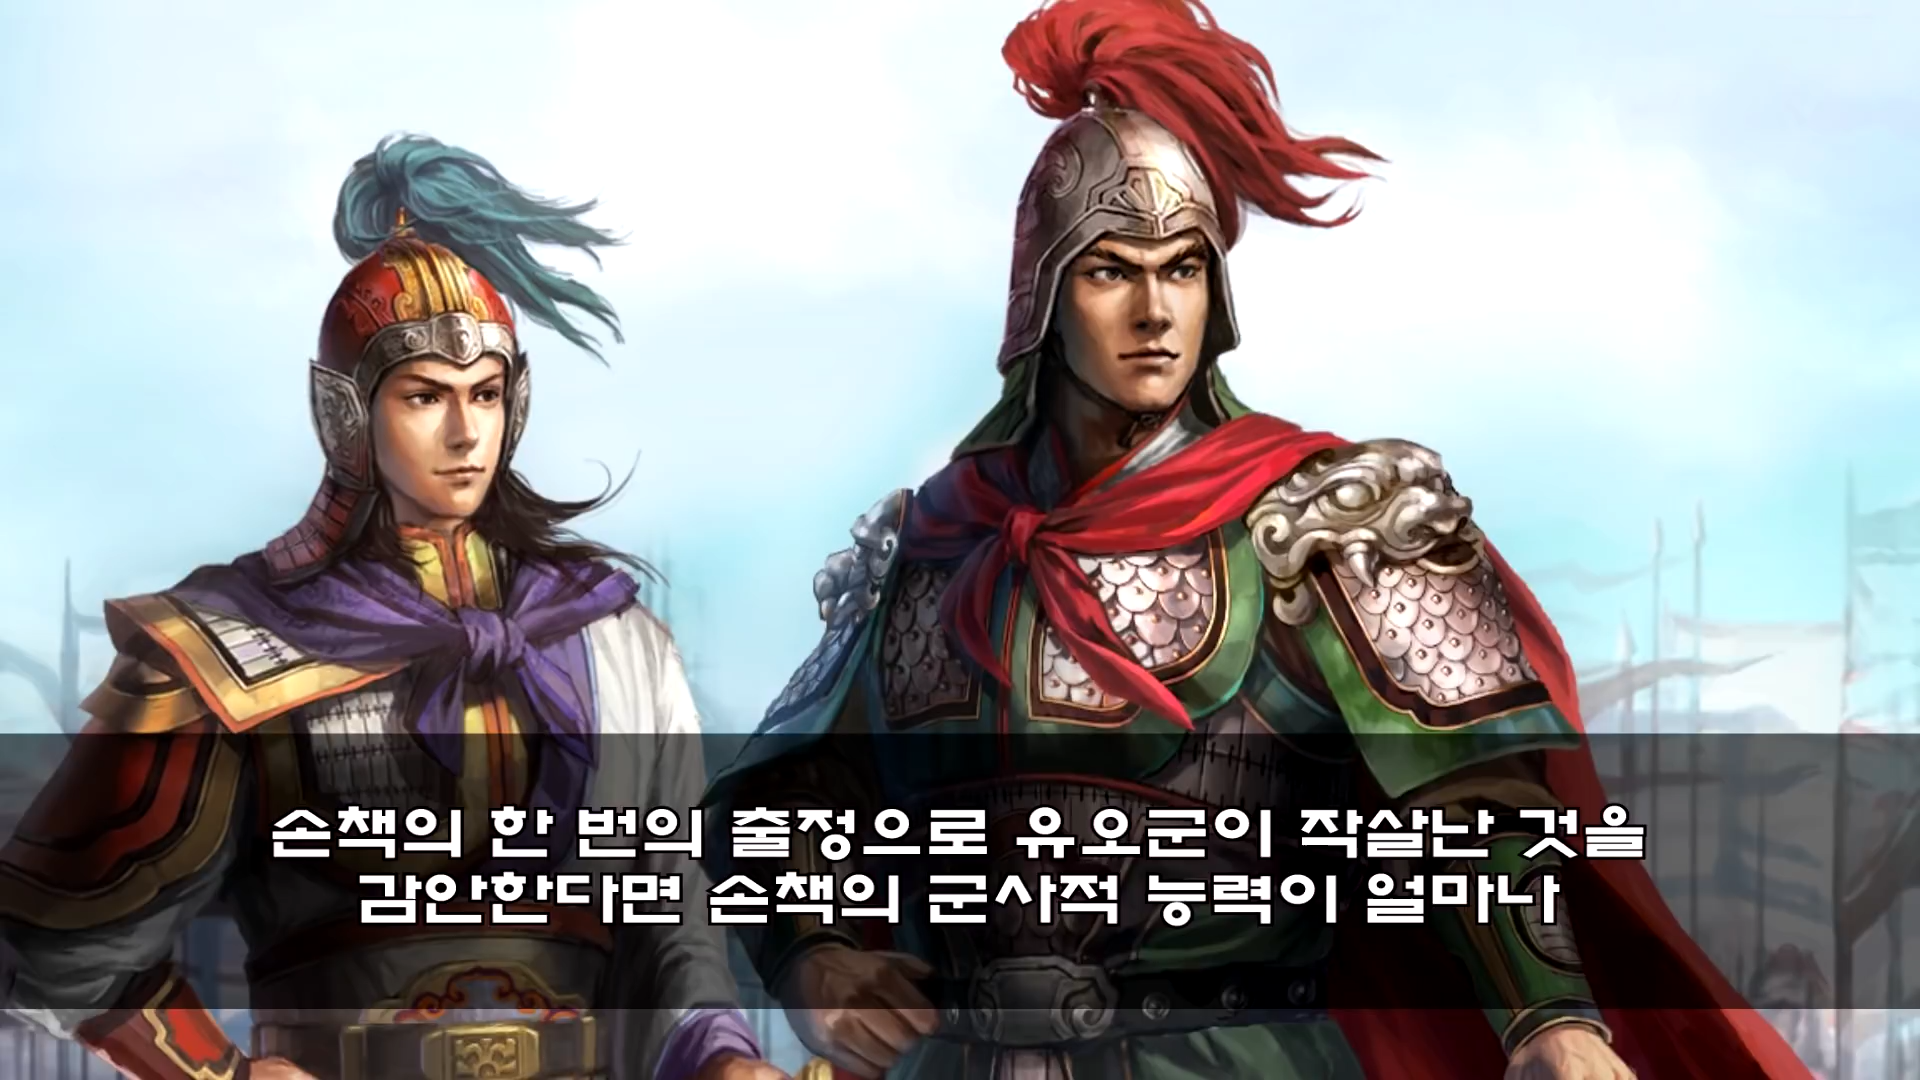 손책의 한 번의 출정으로 유오군이 작살난 것을
감안한다면 손책의 군사적 능력이 얼마나